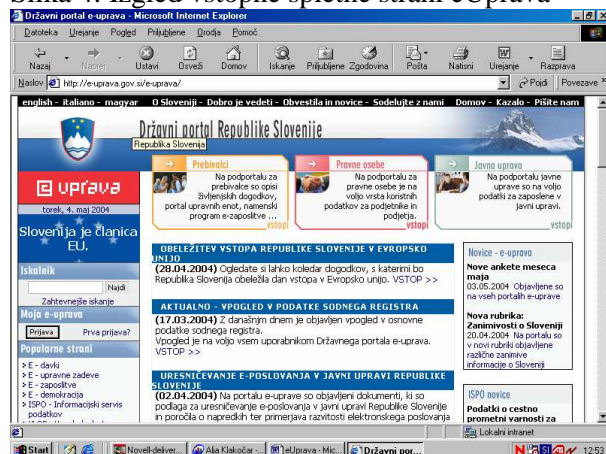 Slika 4: Izgled vstopne spletne strani eUprava
Državni portal e-uprava - Microsoft Internet Explorer
Datoteka Urejanje Pogled Priljubljene Orodja Pomoč
Nazaj Naprej Ustavi Osveži Domov Iskanje Priljubljene Zgodovina Pošta Natisni Urejanje Razprava
Naslov http://e-uprava.gov.si/e-uprava/ Pojdi Povezave »
english - italiano - magyar O Sloveniji - Dobro je vedeti - Obvestila in novice - Sodelujte z nami Domov - Kazalo - Pišite nam
Državni portal Republike Slovenije
Republika Slovenija
Prebivalci
Na podportalu za
prebivalce so opisi
življenjskih dogodkov,
portal upravnih enot, namenski
program e-zaposlitve ...
vstopi
Pravne osebe
Na podportalu za
pravne osebe je na
voljo vrsta koristnih
podatkov za podjetnike in
podjetja.
vstopi
Javna uprava
Na podportalu javne
uprave so na voljo
podatki za zaposlene v
javni upravi.
vstopi
uprava
torek, 4. maj 2004
Slovenija je članica
EU.
Iskalnik
Najdi
Zahtevnejše iskanje
Moja e-uprava
Prijava Prva prijava?
Popularne strani
E - davki
E - upravne zadeve
E - zaposlitve
E - demokracija
ISPO - Informacijski servis
podatkov
OBELEŽITEV VSTOPA REPUBLIKE SLOVENIJE V EVROPSKO
UNIJO
(28.04.2004) Ogledate si lahko koledar dogodkov, s katerimi bo
Republika Slovenija obeležila dan vstopa v Evropsko unijo. VSTOP >>
AKTUALNO - VPOGLED V PODATKE SODNEGA REGISTRA
(17.03.2004) Z današnjim dnem je objavljen vpogled v osnovne
podatke sodnega registra.
Vpogled je na voljo vsem uporabnikom Državnega portala e-uprava.
VSTOP >>
URESNIČEVANJE E-POSLOVANJA V JAVNI UPRAVI REPUBLIKE
SLOVENIJE
(02.04.2004) Na portalu e-uprave so objavljeni dokumenti, ki so
podlaga za uresničevanje e-poslovanja v javni upravi Republike Slovenije
in poročila o napredkih ter primerjava razvitosti elektronskega poslovanja
Novice - e-uprava
Nove ankete meseca
maja
03.05.2004 Objavljene so
na vseh portalih e-uprave
Nova rubrika:
Zanimivosti o Sloveniji
20.04.2004 Na portalu so
v novi rubriki objavljene
različne zanimive
informacije o Sloveniji
ISPO novice
Podatki o cestno
prometni varnosti za
Lokalni intranet
Start Novell-deliver... Alja Klakočar -... eUprava - Mic... Državni por... 12:53